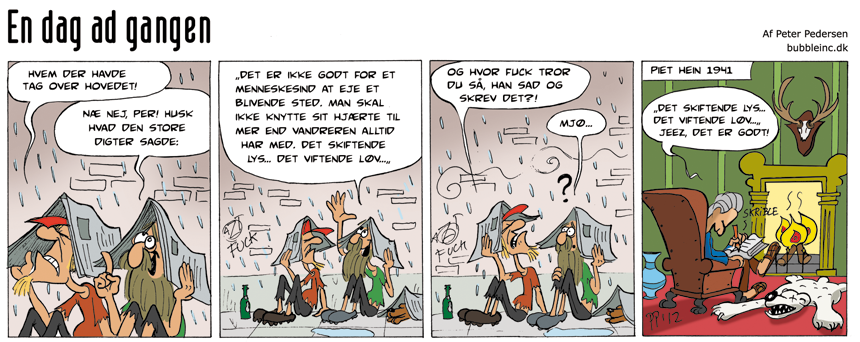 En dag ad gangen
Af Peter Pedersen
bubbleinc.dk
HVEM DER HAVDE
TAG OVER HOVEDET!
NÆ NEJ, PER! HUSK
HVAD DEN STORE
DIGTER SAGDE:
„DET ER IKKE GODT FOR ET
MENNESKESIND AT EJE ET
BLIVENDE STED. MAN SKAL
IKKE KNYTTE SIT HJÆRTE TIL
MER END VANDREREN ALLTID
HAR MED. DET SKIFTENDE
LYS... DET VIFTENDE LØV...„
FUCK
OG HVOR FUCK TROR
DU SÅ, HAN SAD OG
SKREV DET?!
MJØ...
?
FUCK
PIET HEIN 1941
„DET SKIFTENDE LYS...
DET VIFTENDE LØV...„
JEEZ, DET ER GODT!
SKRIBLE
PP.12